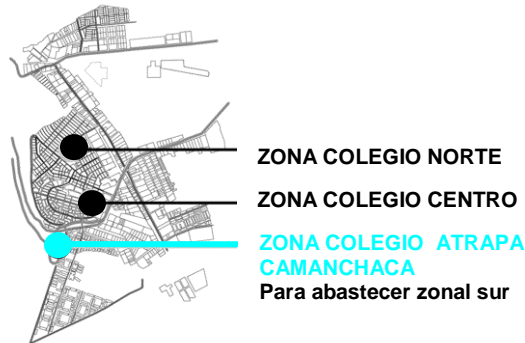 ZONA COLEGIO NORTE
ZONA COLEGIO CENTRO
ZONA COLEGIO ATRAPA
CAMANCHACA
Para abastecer zonal sur